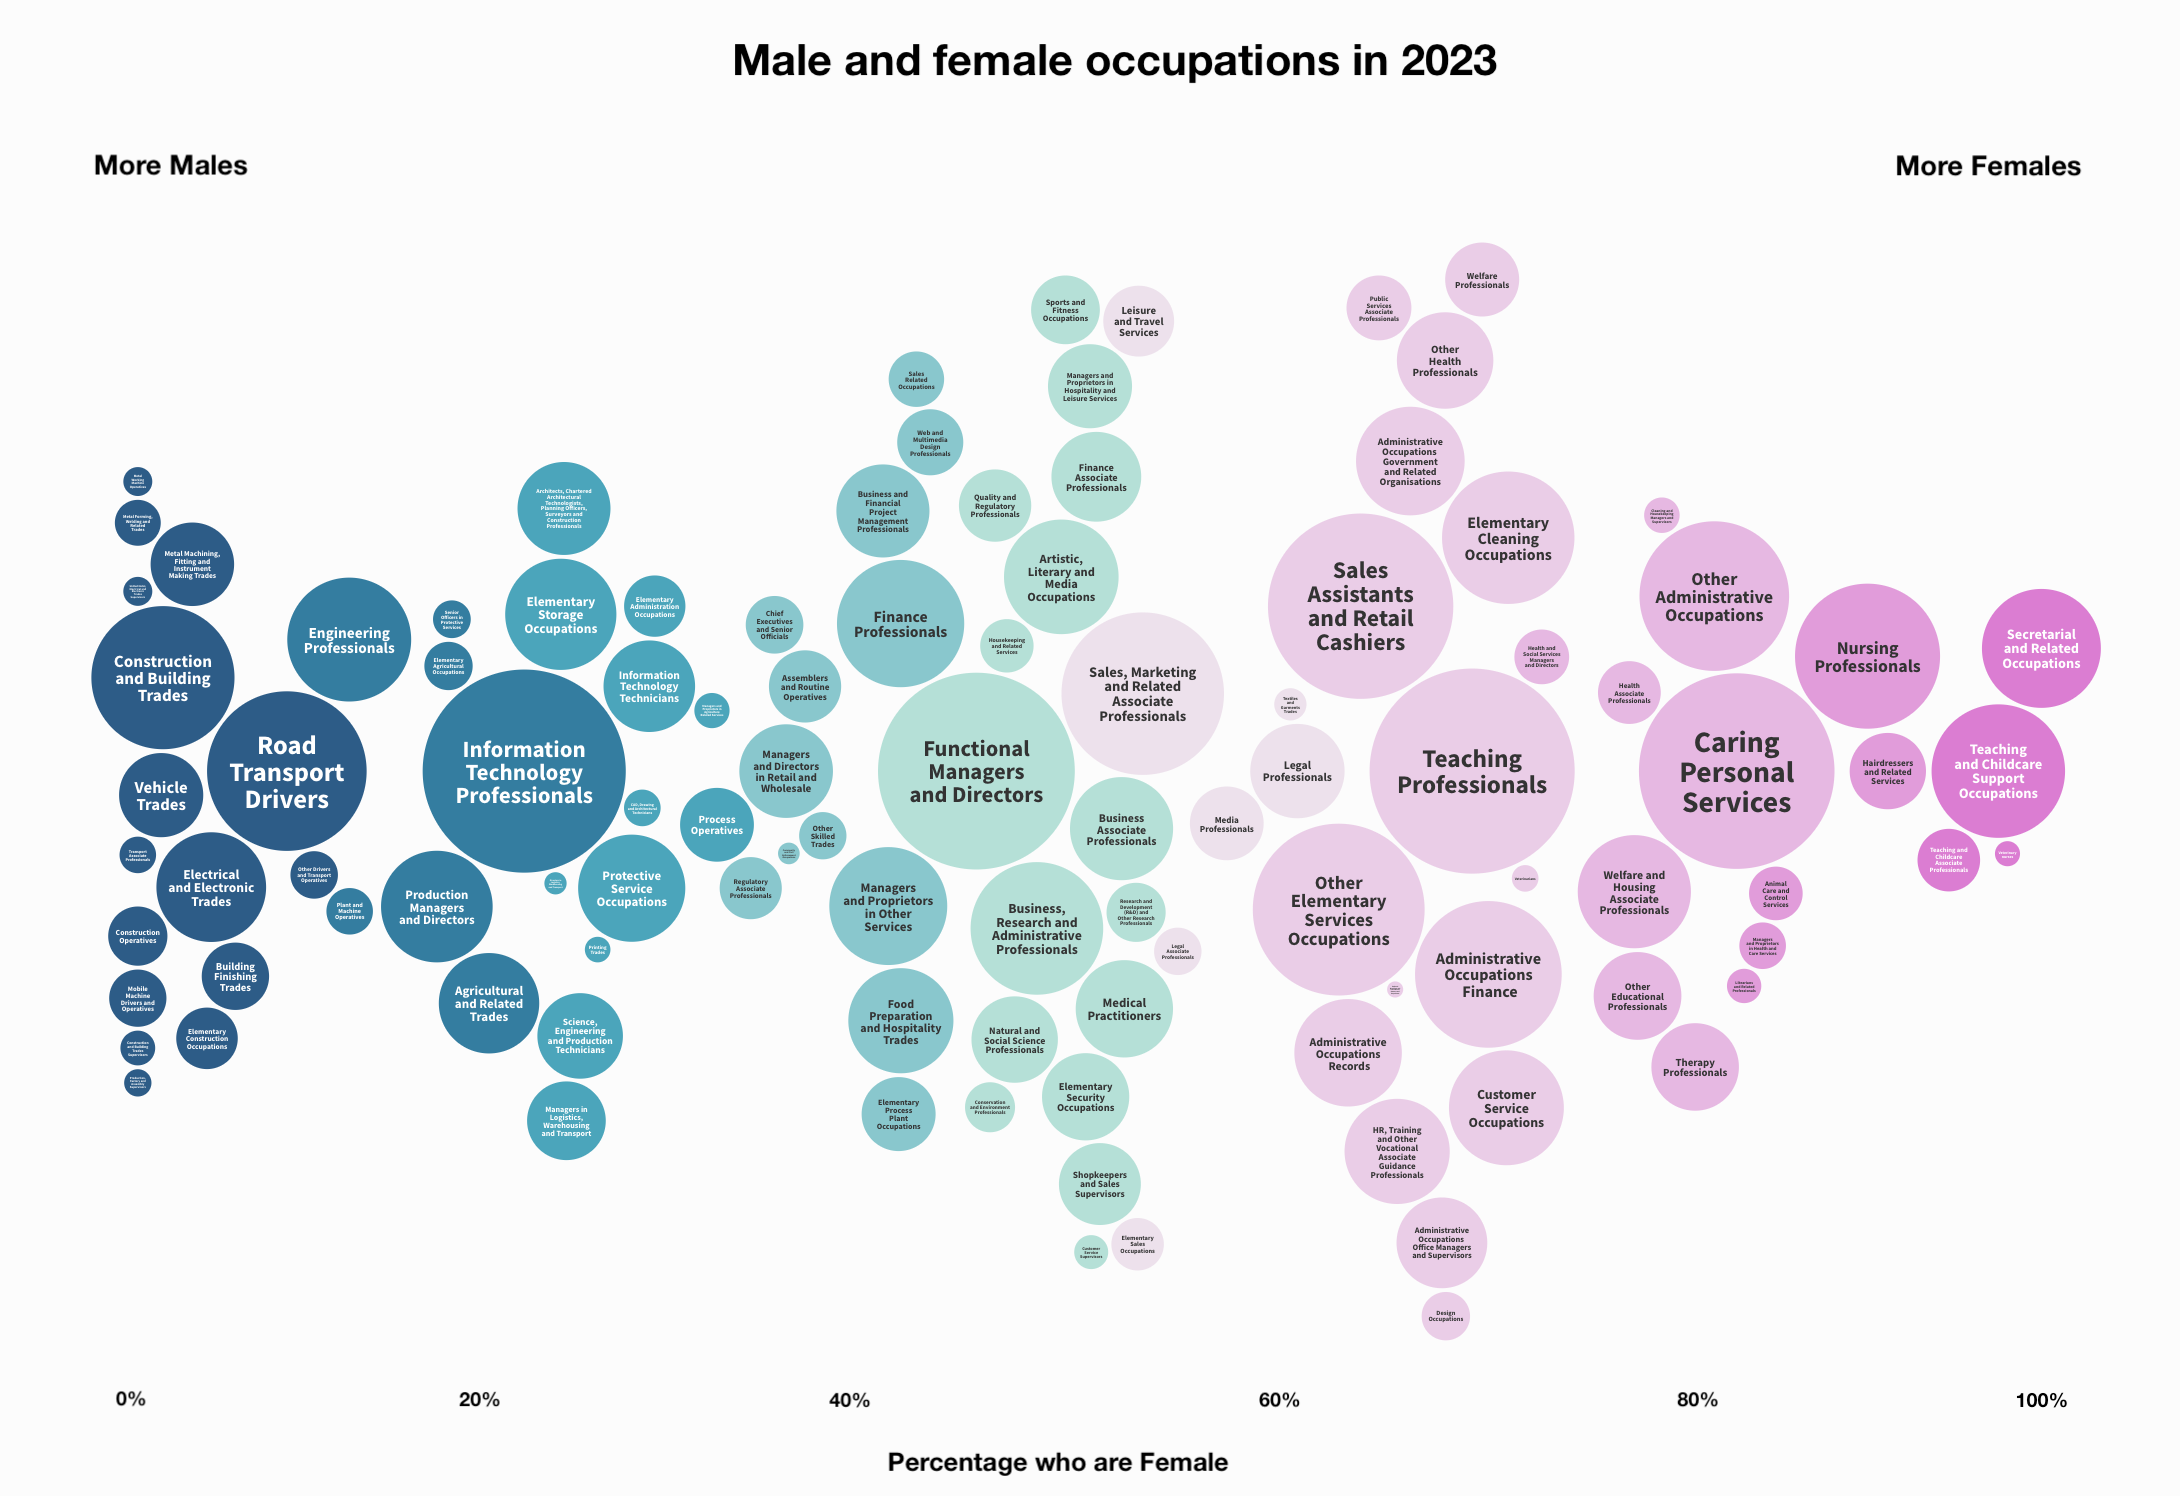 Male and female occupations in 2023
More Males
More Females
Metal Forming,
Welding and
Related
Trades
Metal Machining,
Fitting and
Instrument
Making Trades
Construction
and Building
Trades
Vehicle
Trades
Transport
Associate
Professionals
Electrical
and Electronic
Trades
Construction
Operatives
Mobile
Machine
Drivers and
Operatives
Building
Finishing
Trades
Elementary
Construction
Occupations
Construction
and Building
Trades
Supervisors
Road
Transport
Drivers
Other Drivers
and Transport
Operatives
Plant and
Machine
Operatives
Engineering
Professionals
Senior
Officers in
Protective
Services
Elementary
Agricultural
Occupations
Information
Technology
Professionals
Production
Managers
and Directors
Agricultural
and Related
Trades
Architects, Chartered
Architectural
Technologists,
Planning Officers,
Surveyors and
Construction
Professionals
Elementary
Storage
Occupations
Elementary
Administration
Occupations
Information
Technology
Technicians
CAD, Drawing
and Architectural
Technicians
Process
Operatives
Protective
Service
Occupations
Printing
Trades
Science,
Engineering
and Production
Technicians
Managers in
Logistics,
Warehousing
and Transport
Chief
Executives
and Senior
Officials
Assemblers
and Routine
Operatives
Managers
and Directors
in Retail and
Wholesale
Other
Skilled
Trades
Regulatory
Associate
Professionals
Sales
Related
Occupations
Web and
Multimedia
Design
Professionals
Business and
Financial
Project
Management
Professionals
Finance
Professionals
Managers
and Proprietors
in Other
Services
Food
Preparation
and Hospitality
Trades
Elementary
Process
Plant
Occupations
Sports and
Fitness
Occupations
Leisure
and Travel
Services
Managers and
Proprietors in
Hospitality and
Leisure Services
Finance
Associate
Professionals
Quality and
Regulatory
Professionals
Artistic,
Literary and
Media
Occupations
Housekeeping
and Related
Services
Functional
Managers
and Directors
Sales, Marketing
and Related
Associate
Professionals
Business
Associate
Professionals
Business,
Research and
Administrative
Professionals
Research and
Development
(R&D) and
Other Research
Professionals
Legal
Associate
Professionals
Medical
Practitioners
Natural and
Social Science
Professionals
Conservation
and Environment
Professionals
Elementary
Security
Occupations
Shopkeepers
and Sales
Supervisors
Customer
Service
Supervisors
Elementary
Sales
Occupations
Media
Professionals
Legal
Professionals
Textiles
and
Garments
Trades
Welfare
Professionals
Public
Services
Associate
Professionals
Other
Health
Professionals
Administrative
Occupations
Government
and Related
Organisations
Elementary
Cleaning
Occupations
Sales
Assistants
and Retail
Cashiers
Health and
Social Services
Managers
and Directors
Teaching
Professionals
Veterinarians
Other
Elementary
Services
Occupations
Administrative
Occupations
Finance
Administrative
Occupations
Records
Customer
Service
Occupations
HR, Training
and Other
Vocational
Associate
Guidance
Professionals
Administrative
Occupations
Office Managers
and Supervisors
Design
Occupations
Cleaning and
Housekeeping
Managers and
Supervisors
Other
Administrative
Occupations
Health
Associate
Professionals
Caring
Personal
Services
Welfare and
Housing
Associate
Professionals
Other
Educational
Professionals
Therapy
Professionals
Animal
Care and
Control
Services
Managers
and Proprietors
in Health and
Care Services
Librarians
and Related
Professionals
Nursing
Professionals
Hairdressers
and Related
Services
Secretarial
and Related
Occupations
Teaching
and Childcare
Support
Occupations
Teaching and
Childcare
Associate
Professionals
0%
20%
40%
60%
80%
100%
Percentage who are Female